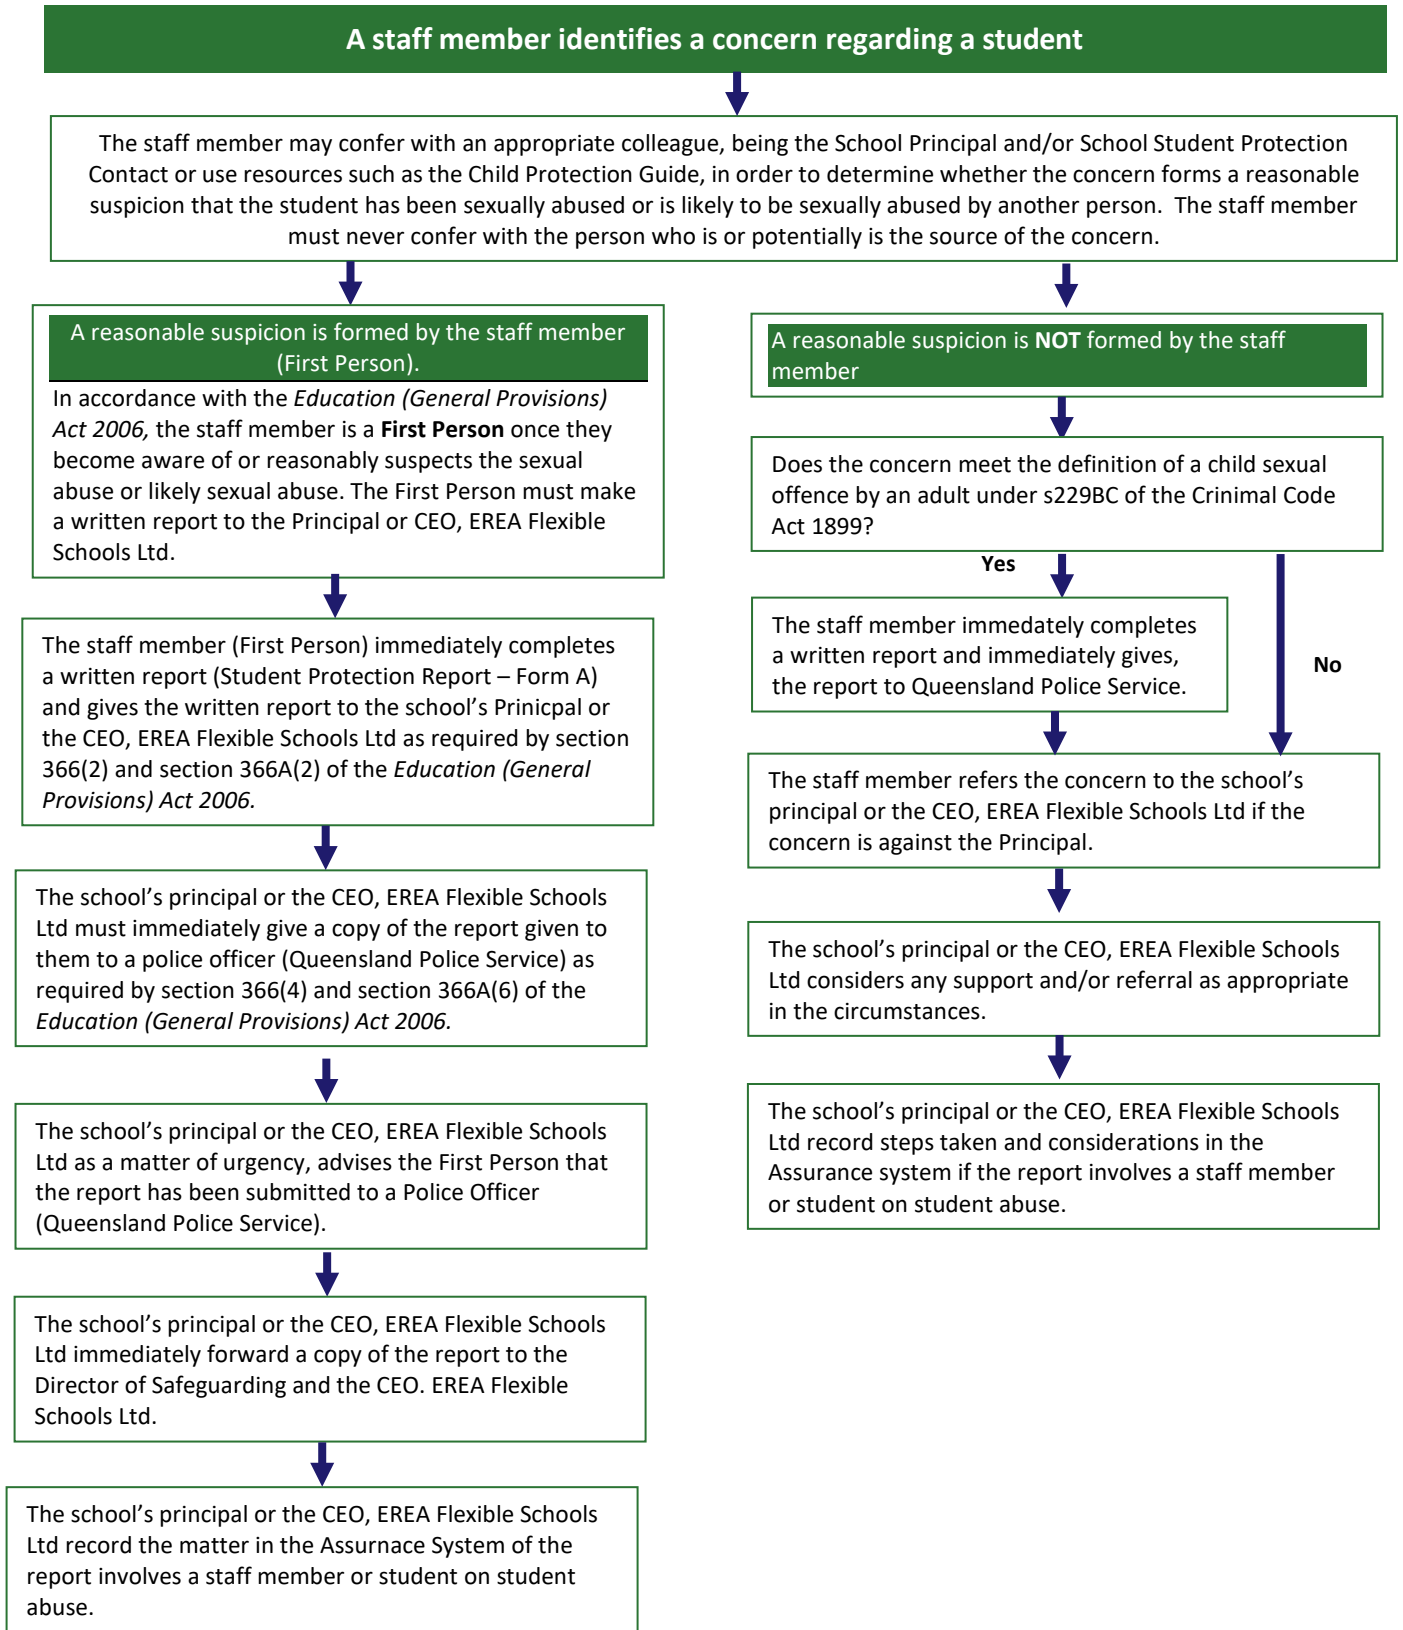 A staff member identifies a concern regarding a student
The staff member may confer with an appropriate colleague, being the School Principal and/or School Student Protection
Contact or use resources such as the Child Protection Guide, in order to determine whether the concern forms a reasonable
suspicion that the student has been sexually abused or is likely to be sexually abused by another person.  The staff member
must never confer with the person who is or potentially is the source of the concern.
A reasonable suspicion is formed by the staff member
(First Person).
In accordance with the Education (General Provisions)
Act 2006, the staff member is a First Person once they
become aware of or reasonably suspects the sexual
abuse or likely sexual abuse. The First Person must make
a written report to the Principal or CEO, EREA Flexible
Schools Ltd.
The staff member (First Person) immediately completes
a written report (Student Protection Report – Form A)
and gives the written report to the school’s Prinicpal or
the CEO, EREA Flexible Schools Ltd as required by section
366(2) and section 366A(2) of the Education (General
Provisions) Act 2006.
The school’s principal or the CEO, EREA Flexible Schools
Ltd must immediately give a copy of the report given to
them to a police officer (Queensland Police Service) as
required by section 366(4) and section 366A(6) of the
Education (General Provisions) Act 2006.
The school’s principal or the CEO, EREA Flexible Schools
Ltd as a matter of urgency, advises the First Person that
the report has been submitted to a Police Officer
(Queensland Police Service).
The school’s principal or the CEO, EREA Flexible Schools
Ltd immediately forward a copy of the report to the
Director of Safeguarding and the CEO. EREA Flexible
Schools Ltd.
The school’s principal or the CEO, EREA Flexible Schools
Ltd record the matter in the Assurnace System of the
report involves a staff member or student on student
abuse.
A reasonable suspicion is NOT formed by the staff
member
Does the concern meet the definition of a child sexual
offence by an adult under s229BC of the Crinimal Code
Act 1899?
Yes
The staff member immedately completes
a written report and immediately gives,
the report to Queensland Police Service.
No
The staff member refers the concern to the school’s
principal or the CEO, EREA Flexible Schools Ltd if the
concern is against the Principal.
The school’s principal or the CEO, EREA Flexible Schools
Ltd considers any support and/or referral as appropriate
in the circumstances.
The school’s principal or the CEO, EREA Flexible Schools
Ltd record steps taken and considerations in the
Assurance system if the report involves a staff member
or student on student abuse.